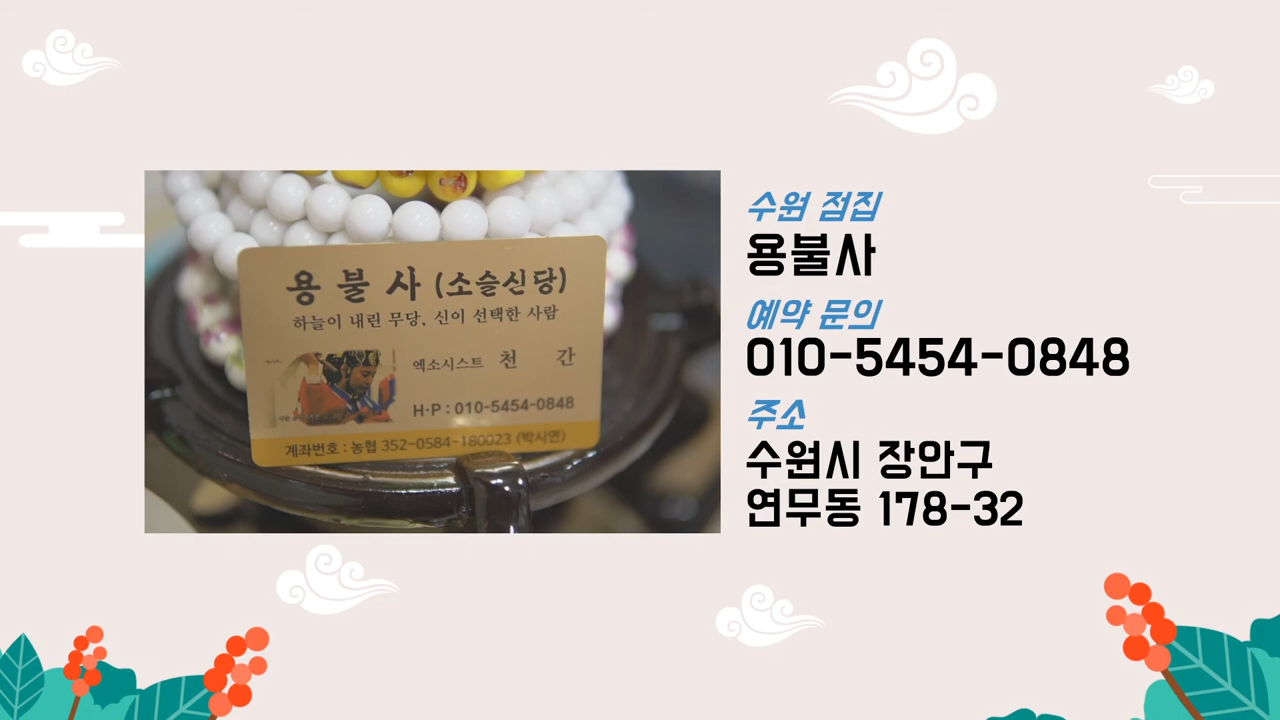 용불사 (소슬신당)
하늘이 내린 무당, 신이 선택한 사람
엑소시스트 천 간
H·P : 010-5454-0848
계좌번호 : 농협 352-0584-180023 (박시연)
수원 점집
용불사
예약 문의
010-5454-0848
주소
수원시 장안구
연무동 178-32